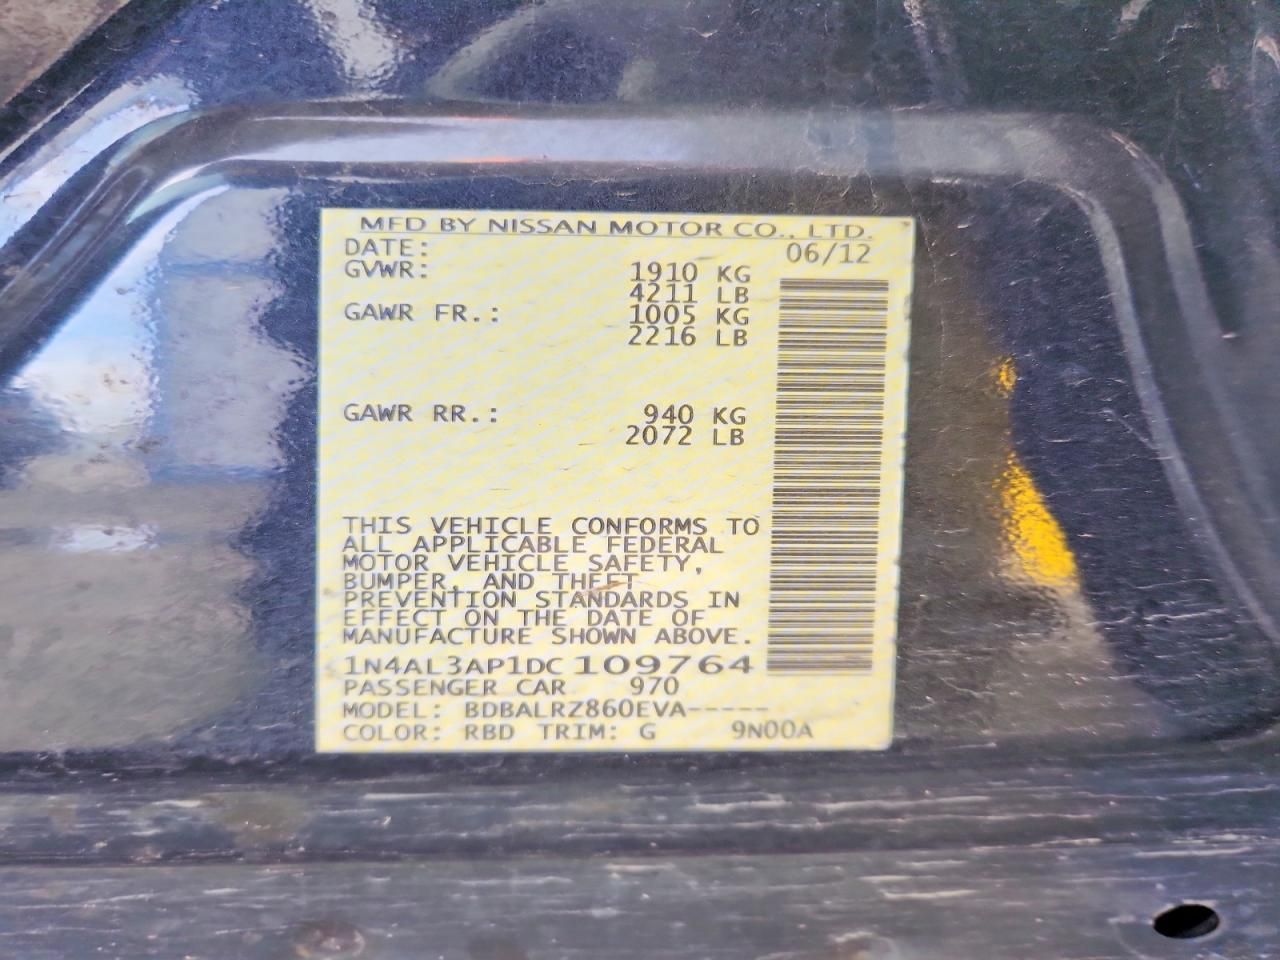 MFD BY NISSAN MOTOR CO., LTD.
DATE: 06/12
GVWR: 1910 KG
4211 LB
GAWR FR.: 1005 KG
2216 LB
GAWR RR.: 940 KG
2072 LB
THIS VEHICLE CONFORMS TO
ALL APPLICABLE FEDERAL
MOTOR VEHICLE SAFETY,
BUMPER, AND THEFT
PREVENTION STANDARDS IN
EFFECT ON THE DATE OF
MANUFACTURE SHOWN ABOVE.
1N4AL3AP1DC109764
PASSENGER CAR 970
MODEL: BDBALRZ860EVA-----
COLOR: RBD TRIM: G 9N00A